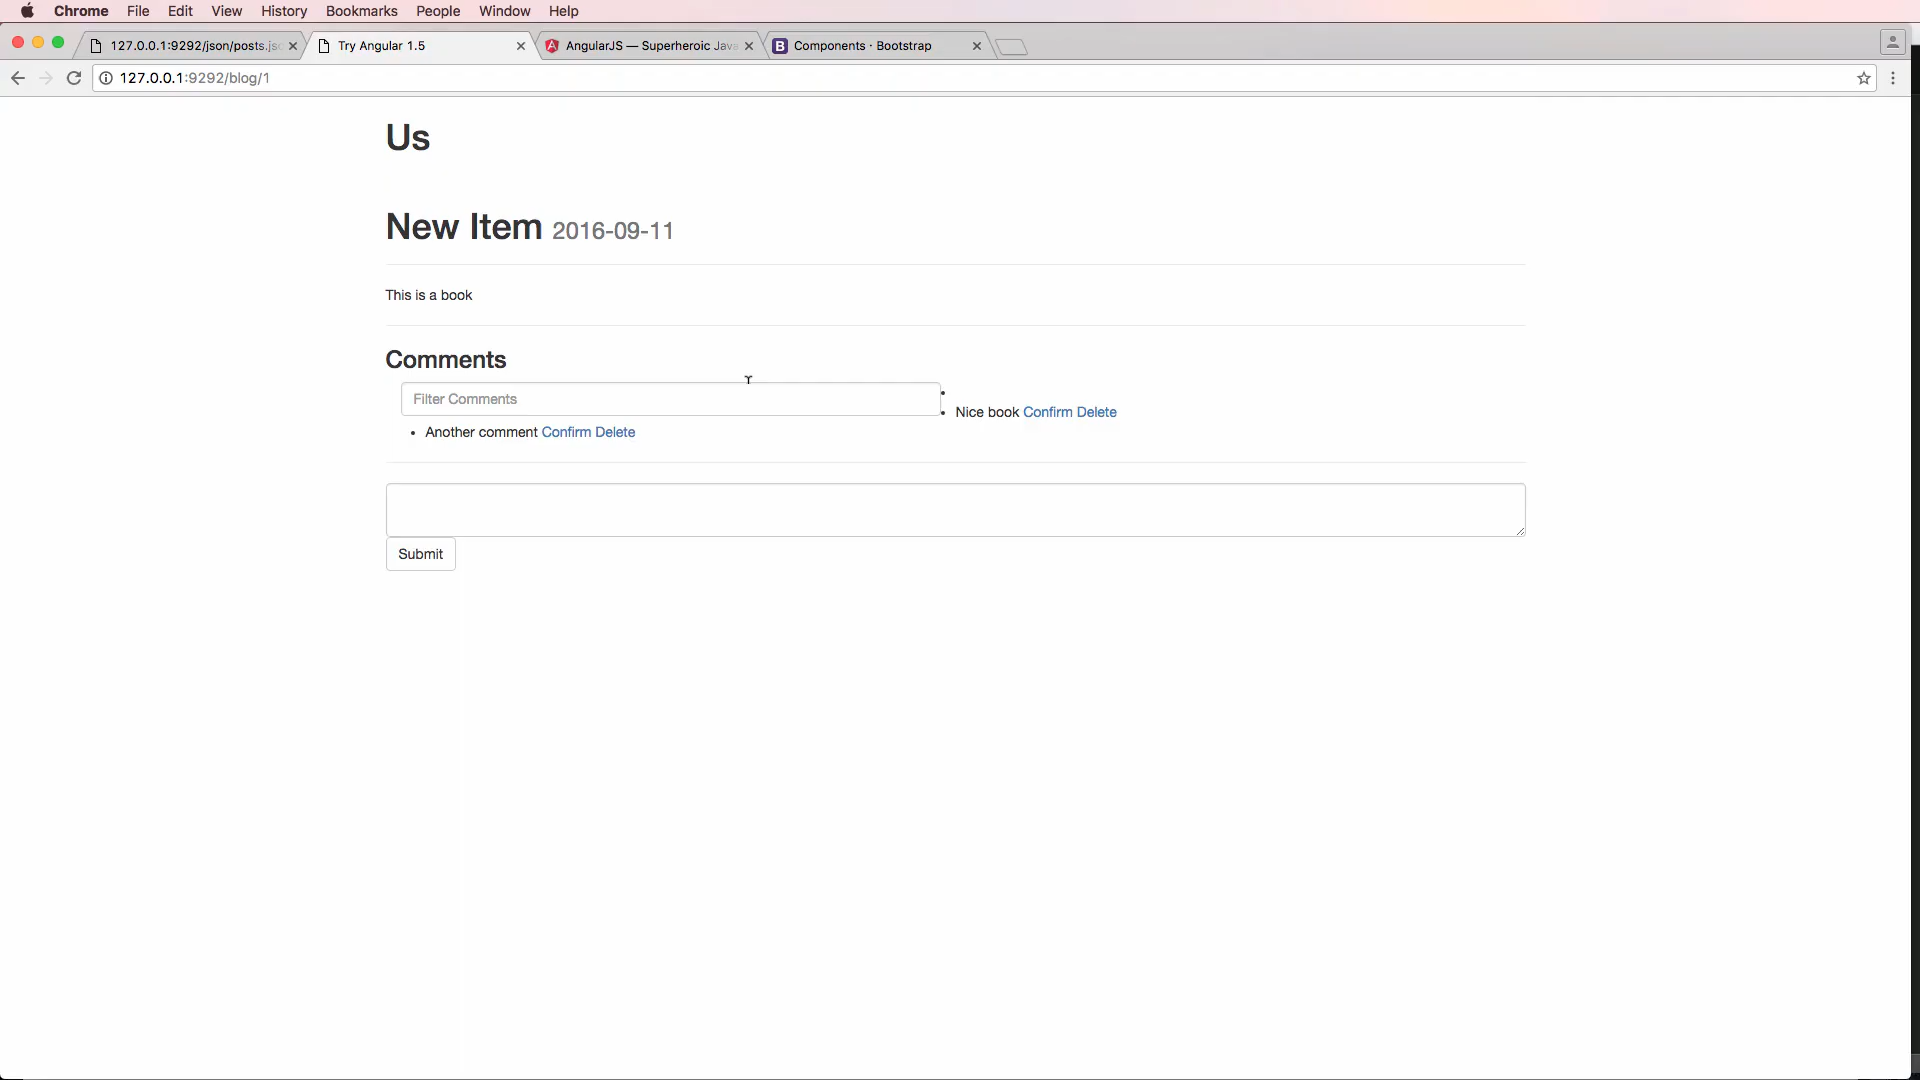 Chrome File Edit View History Bookmarks People Window Help
127.0.0.1:9292/json/posts.jsc Try Angular 1.5 AngularJS — Superheroic Java Components · Bootstrap
127.0.0.1:9292/blog/1
Us
New Item 2016-09-11
This is a book
Comments
Filter Comments
• Nice book Confirm Delete
• Another comment Confirm Delete
Submit